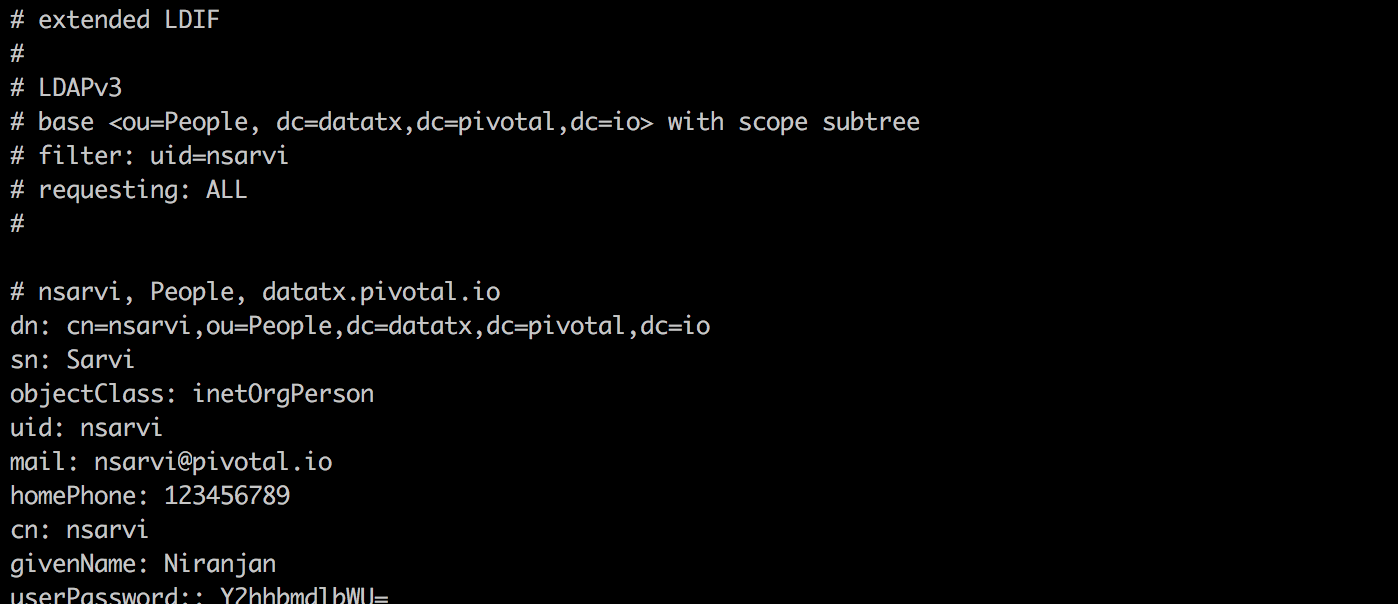 # extended LDIF
#
# LDAPv3
# base <ou=People, dc=datatx,dc=pivotal,dc=io> with scope subtree
# filter: uid=nsarvi
# requesting: ALL
#
# nsarvi, People, datatx.pivotal.io
dn: cn=nsarvi,ou=People,dc=datatx,dc=pivotal,dc=io
sn: Sarvi
objectClass: inetOrgPerson
uid: nsarvi
mail: nsarvi@pivotal.io
homePhone: 123456789
cn: nsarvi
givenName: Niranjan
userPassword:: Y2hhbmdlbWU=